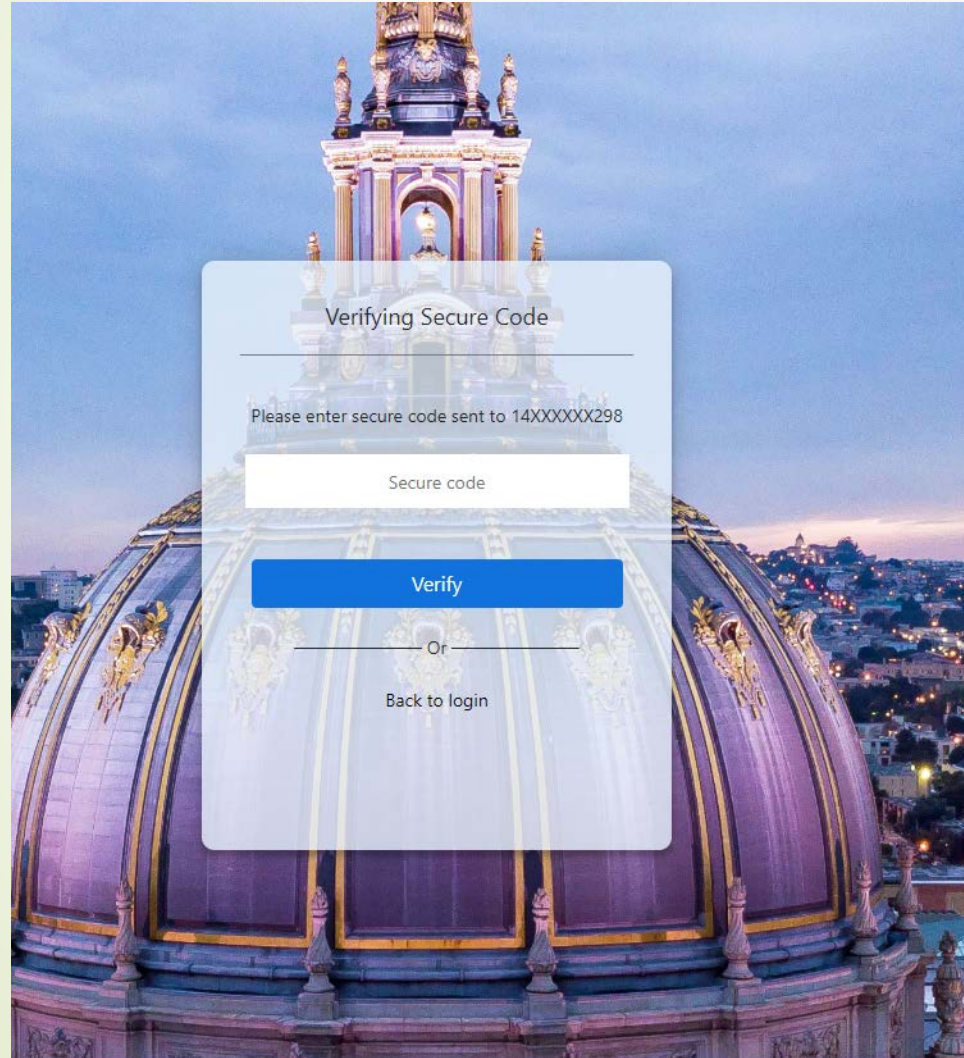 Verifying Secure Code
Please enter secure code sent to 14XXXXXX298
Secure code
Verify
Or
Back to login